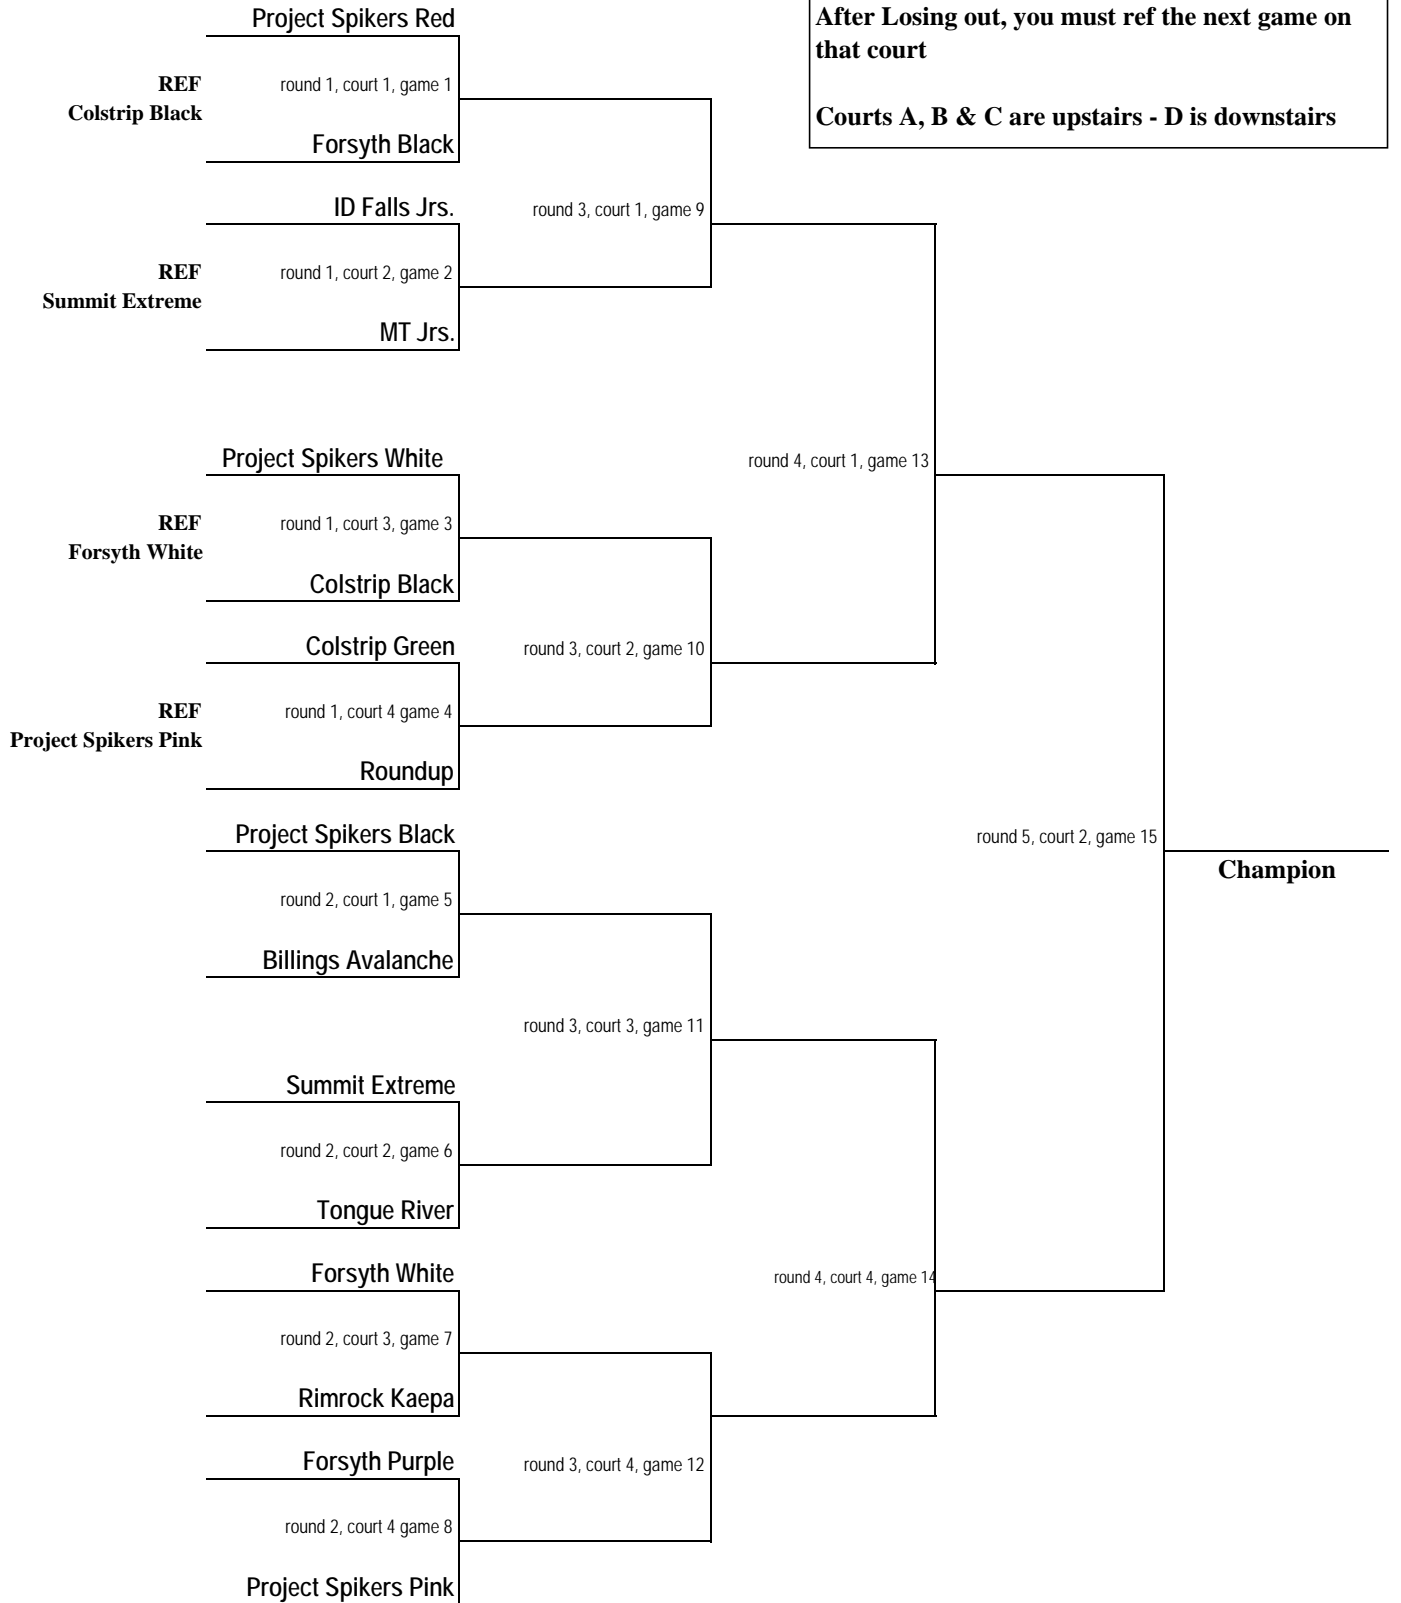 Project Spikers Red
After Losing out, you must ref the next game on
that court
REF
round 1, court 1, game 1
Colstrip Black
Courts A, B & C are upstairs - D is downstairs
Forsyth Black
ID Falls Jrs.
round 3, court 1, game 9
REF
round 1, court 2, game 2
Summit Extreme
MT Jrs.
Project Spikers White
round 4, court 1, game 13
REF
round 1, court 3, game 3
Forsyth White
Colstrip Black
Colstrip Green
round 3, court 2, game 10
REF
round 1, court 4 game 4
Project Spikers Pink
Roundup
Project Spikers Black
round 5, court 2, game 15
Champion
round 2, court 1, game 5
Billings Avalanche
round 3, court 3, game 11
Summit Extreme
round 2, court 2, game 6
Tongue River
Forsyth White
round 4, court 4, game 14
round 2, court 3, game 7
Rimrock Kaepa
Forsyth Purple
round 3, court 4, game 12
round 2, court 4 game 8
Project Spikers Pink